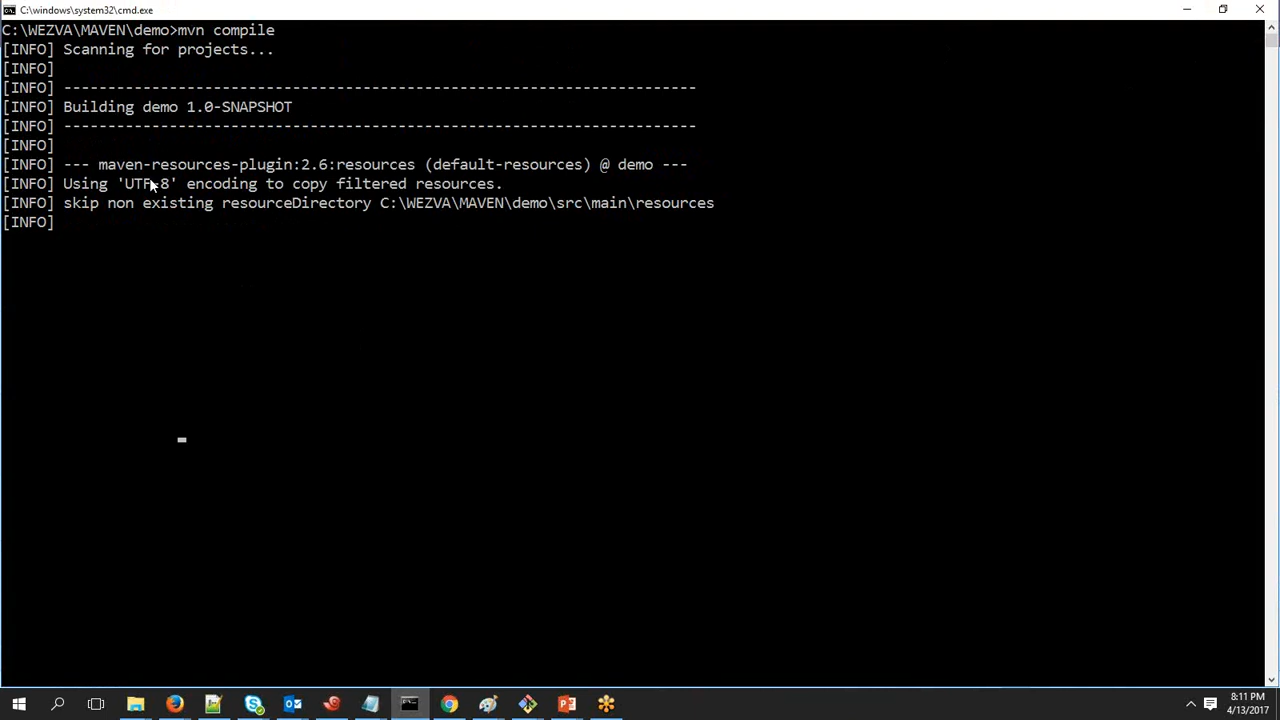 C:\windows\system32\cmd.exe
C:\WEZVA\MAVEN\demo>mvn compile
[INFO] Scanning for projects...
[INFO]
[INFO] ------------------------------------------------------------------------
[INFO] Building demo 1.0-SNAPSHOT
[INFO] ------------------------------------------------------------------------
[INFO]
[INFO] --- maven-resources-plugin:2.6:resources (default-resources) @ demo ---
[INFO] Using 'UTF-8' encoding to copy filtered resources.
[INFO] skip non existing resourceDirectory C:\WEZVA\MAVEN\demo\src\main\resources
[INFO]
8:11 PM
4/13/2017